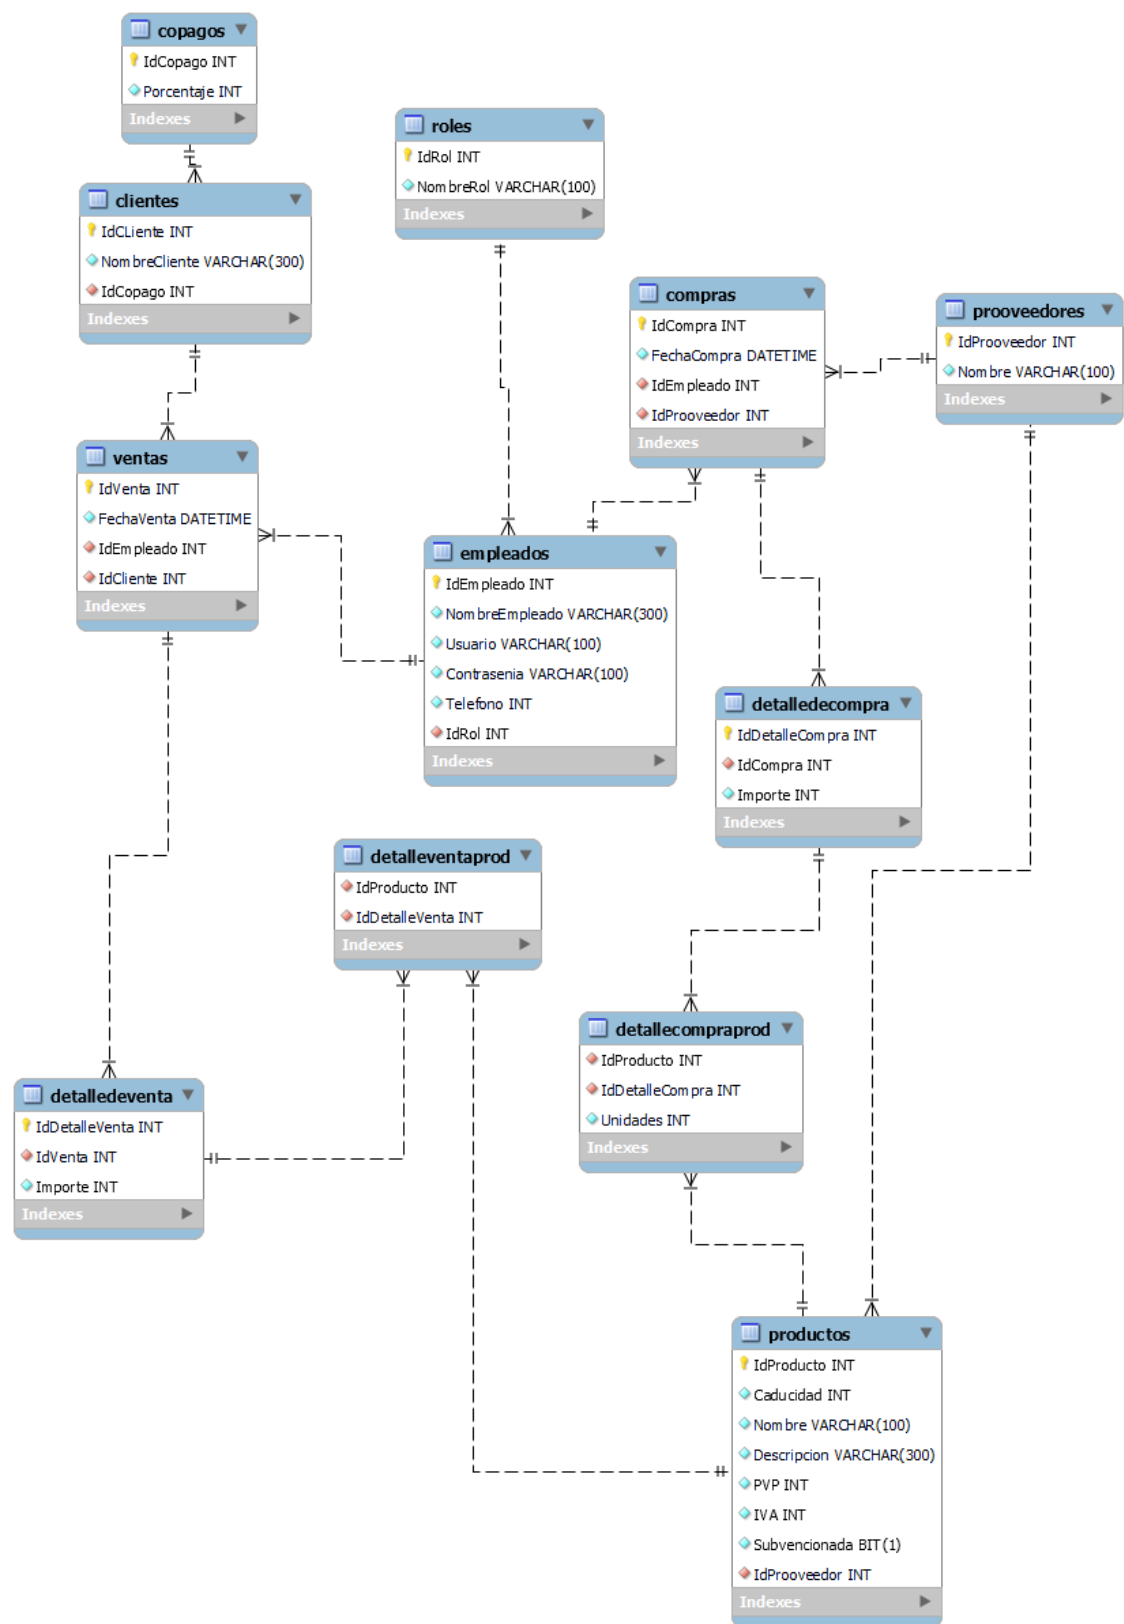 copagos
IdCopago INT
Porcentaje INT
Indexes
roles
IdRol INT
NombreRol VARCHAR(100)
Indexes
clientes
IdCLiente INT
NombreCliente VARCHAR(300)
IdCopago INT
Indexes
compras
IdCompra INT
FechaCompra DATETIME
IdEmpleado INT
IdProoveedor INT
Indexes
prooveedores
IdProoveedor INT
Nombre VARCHAR(100)
Indexes
ventas
IdVenta INT
FechaVenta DATETIME
IdEmpleado INT
IdCliente INT
Indexes
empleados
IdEmpleado INT
NombreEmpleado VARCHAR(300)
Usuario VARCHAR(100)
Contrasenia VARCHAR(100)
Telefono INT
IdRol INT
Indexes
detalledecompra
IdDetalleCompra INT
IdCompra INT
Importe INT
Indexes
detalleventaprod
IdProducto INT
IdDetalleVenta INT
Indexes
detallecompraprod
IdProducto INT
IdDetalleCompra INT
Unidades INT
Indexes
detalledeventa
IdDetalleVenta INT
IdVenta INT
Importe INT
Indexes
productos
IdProducto INT
Caducidad INT
Nombre VARCHAR(100)
Descripcion VARCHAR(300)
PVP INT
IVA INT
Subvencionada BIT(1)
IdProoveedor INT
Indexes